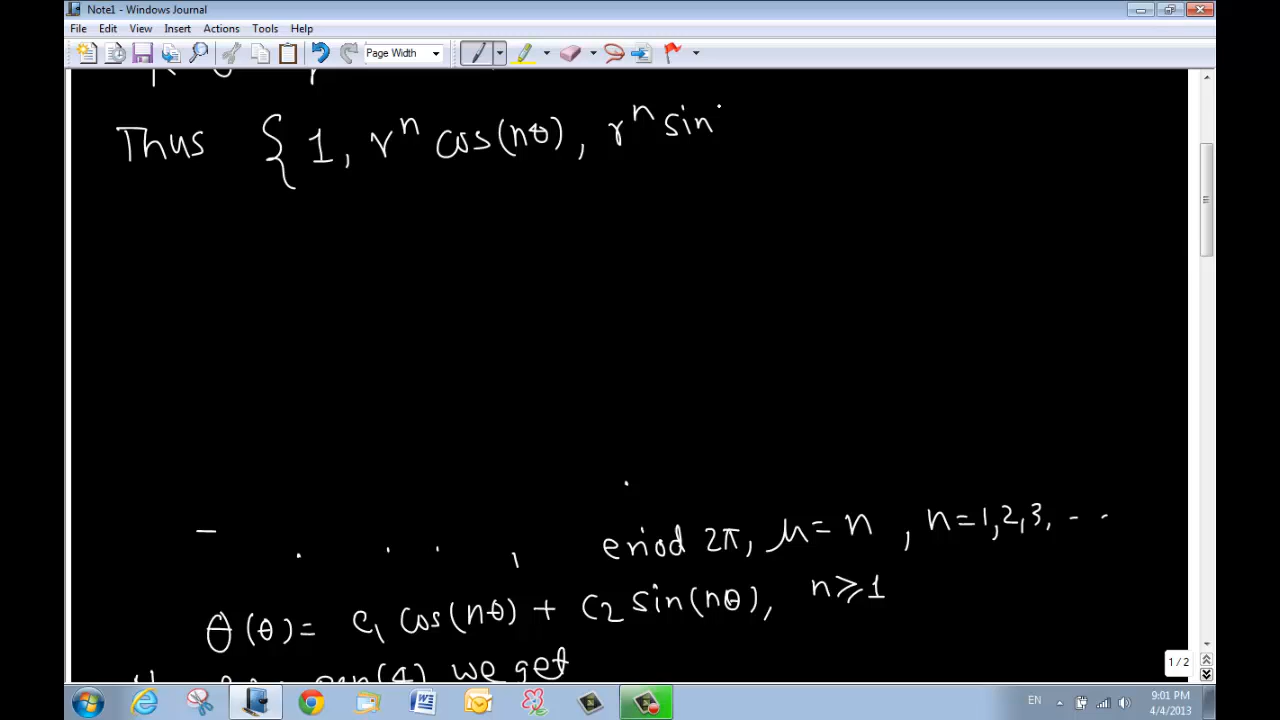 Note1 - Windows Journal
File Edit View Insert Actions Tools Help
Page Width
Thus { 1, r^n cos(nθ), r^n sin
eriod 2π, μ = n, n=1,2,3, - - -
Θ(θ) = c₁ cos(nθ) + c₂ sin(nθ), n⩾1
(4) we get
1 / 2
EN
9:01 PM
4/4/2013